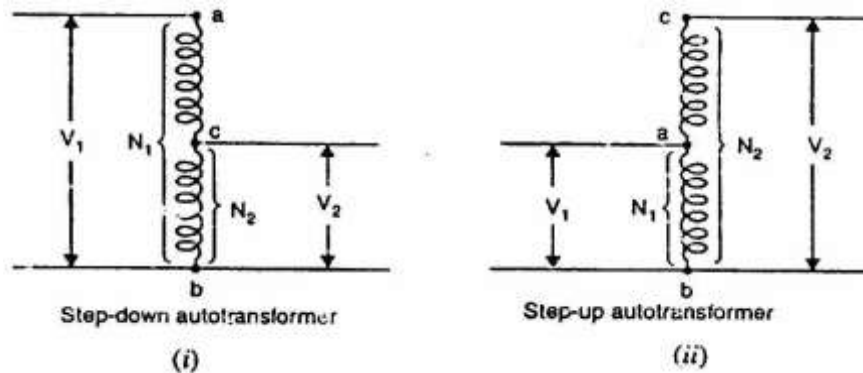 a
V1
N1
c
N2
V2
b
Step-down autotransformer
(i)
c
a
N2
V2
V1
N1
b
Step-up autotransformer
(ii)